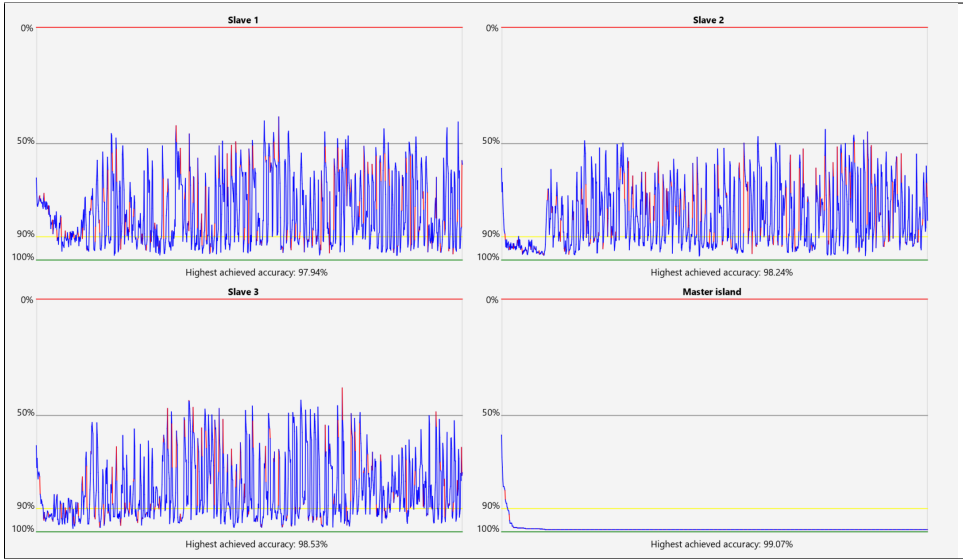 Slave 1
0%
50%
90%
100%
Highest achieved accuracy: 97.94%
Slave 2
0%
50%
90%
100%
Highest achieved accuracy: 98.24%
Slave 3
0%
50%
90%
100%
Highest achieved accuracy: 98.53%
Master island
0%
50%
90%
100%
Highest achieved accuracy: 99.07%